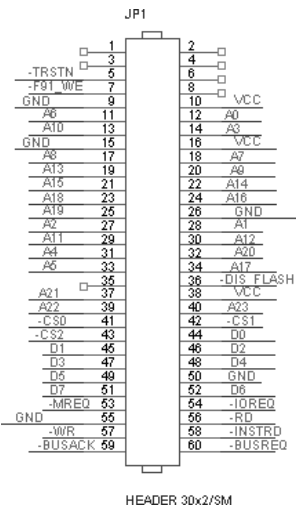 JP1
1 2
3 4
-TRSTN 5 6
-F91_WE 7 8
GND 9 10 VCC
A6 11 12 A0
A10 13 14 A3
GND 15 16 VCC
A8 17 18 A7
A13 19 20 A9
A15 21 22 A14
A18 23 24 A16
A19 25 26 GND
A2 27 28 A1
A11 29 30 A12
A4 31 32 A20
A5 33 34 A17
35 36 -DIS_FLASH
A21 37 38 VCC
A22 39 40 A23
-CS0 41 42 -CS1
-CS2 43 44 D0
D1 45 46 D2
D3 47 48 D4
D5 49 50 GND
D7 51 52 D6
-MREQ 53 54 -IOREQ
GND 55 56 -RD
-WR 57 58 -INSTRD
-BUSACK 59 60 -BUSREQ
HEADER 30x2/SM